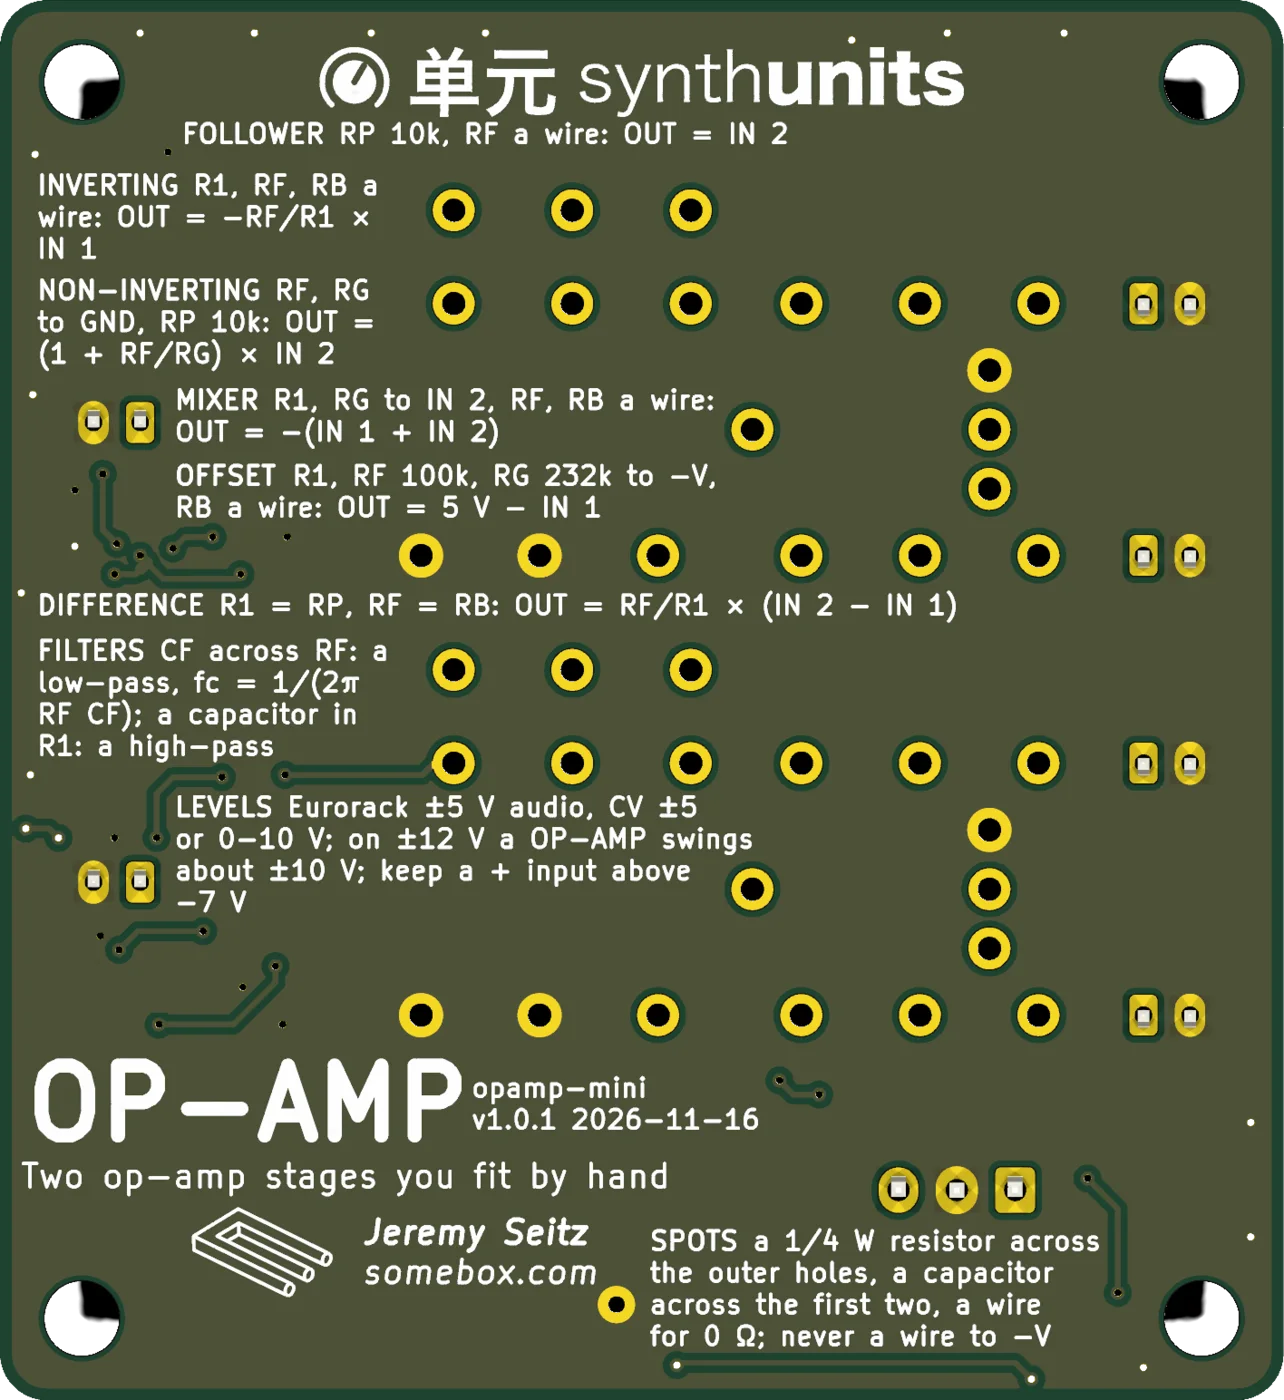 单元 synthunits
FOLLOWER RP 10k, RF a wire: OUT = IN 2
INVERTING R1, RF, RB a
wire: OUT = −RF/R1 ×
IN 1
NON−INVERTING RF, RG
to GND, RP 10k: OUT =
(1 + RF/RG) × IN 2
MIXER R1, RG to IN 2, RF, RB a wire:
OUT = −(IN 1 + IN 2)
OFFSET R1, RF 100k, RG 232k to −V,
RB a wire: OUT = 5 V − IN 1
DIFFERENCE R1 = RP, RF = RB: OUT = RF/R1 × (IN 2 − IN 1)
FILTERS CF across RF: a
low−pass, fc = 1/(2π
RF CF); a capacitor in
R1: a high−pass
LEVELS Eurorack ±5 V audio, CV ±5
or 0−10 V; on ±12 V a OP−AMP swings
about ±10 V; keep a + input above
−7 V
OP−AMP
opamp−mini
v1.0.1 2026−11−16
Two op−amp stages you fit by hand
Jeremy Seitz
somebox.com
SPOTS a 1/4 W resistor across
the outer holes, a capacitor
across the first two, a wire
for 0 Ω; never a wire to −V